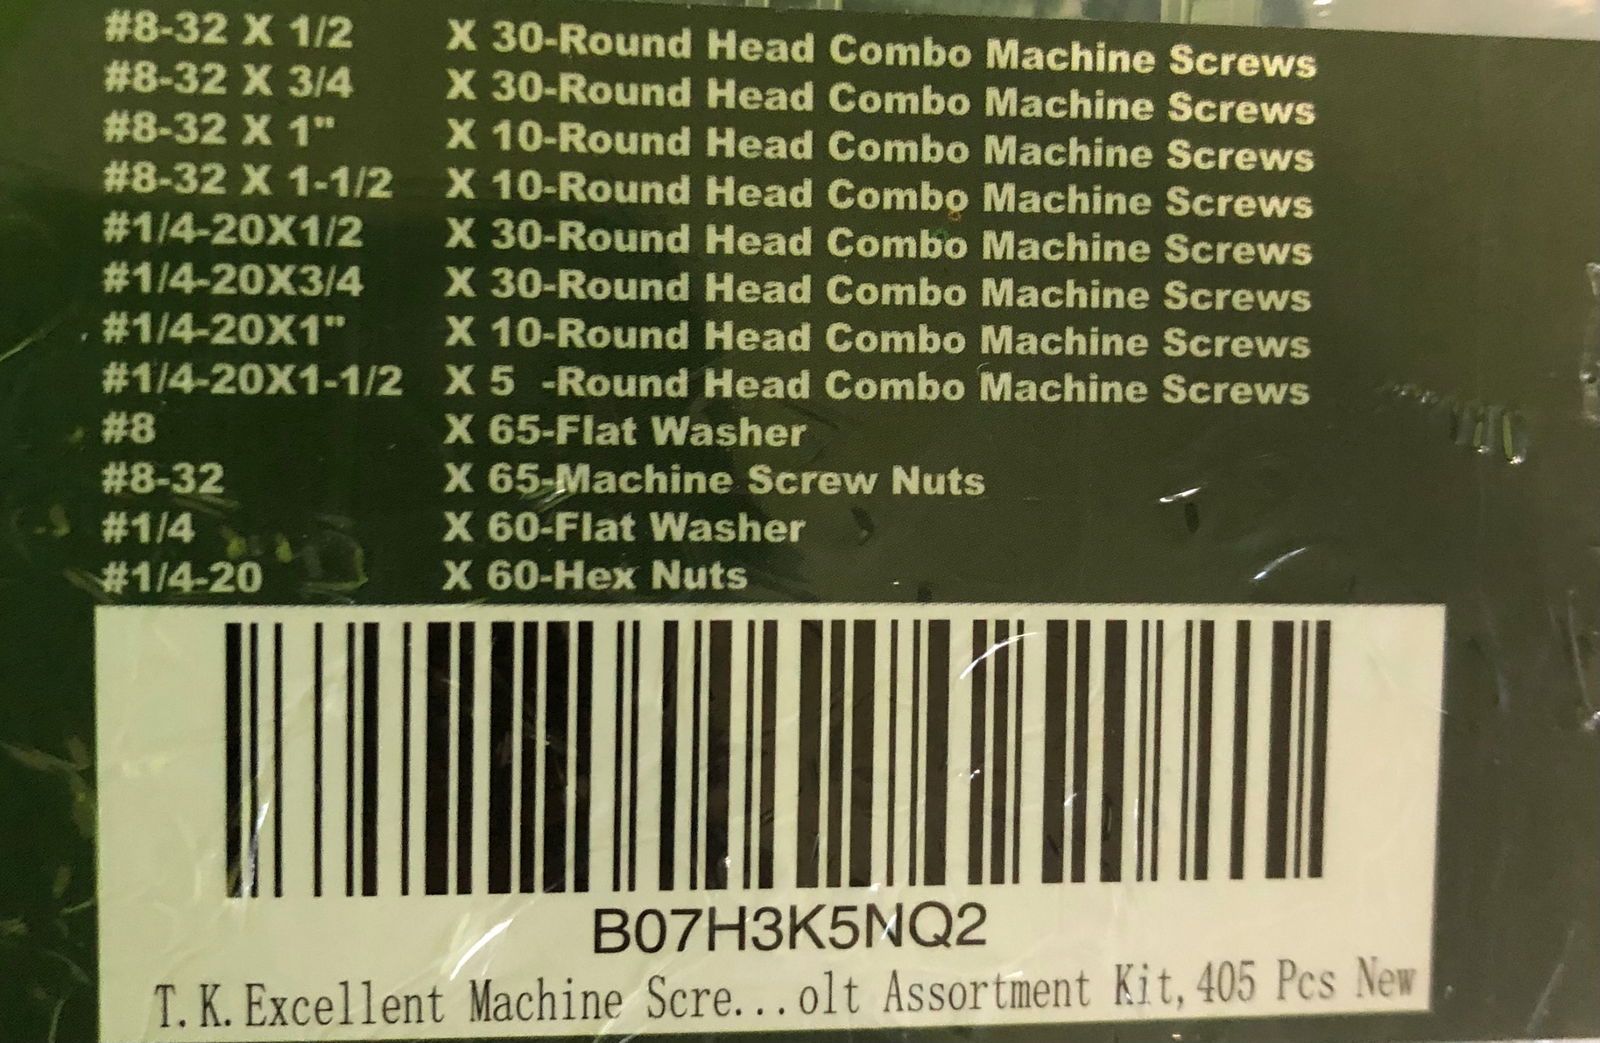 #8-32 X 1/2 X 30-Round Head Combo Machine Screws
#8-32 X 3/4 X 30-Round Head Combo Machine Screws
#8-32 X 1" X 10-Round Head Combo Machine Screws
#8-32 X 1-1/2 X 10-Round Head Combo Machine Screws
#1/4-20X1/2 X 30-Round Head Combo Machine Screws
#1/4-20X3/4 X 30-Round Head Combo Machine Screws
#1/4-20X1" X 10-Round Head Combo Machine Screws
#1/4-20X1-1/2 X 5 -Round Head Combo Machine Screws
#8 X 65-Flat Washer
#8-32 X 65-Machine Screw Nuts
#1/4 X 60-Flat Washer
#1/4-20 X 60-Hex Nuts
B07H3K5NQ2
T.K.Excellent Machine Scre...olt Assortment Kit,405 Pcs New